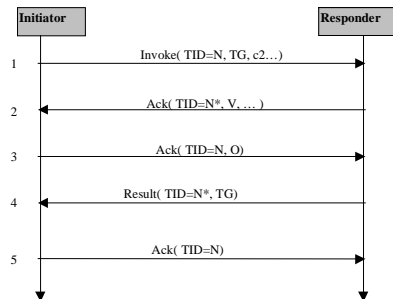 Initiator
Responder
1
Invoke( TID=N, TG, c2…)
2
Ack( TID=N*, V, … )
3
Ack( TID=N, O)
4
Result( TID=N*, TG)
5
Ack( TID=N)